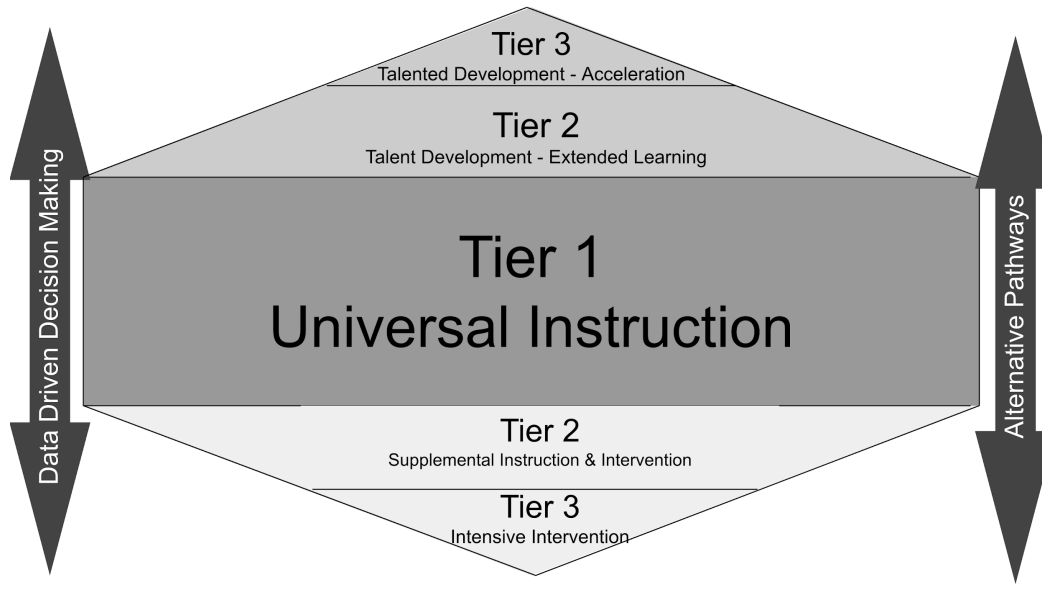 Tier 3
Talented Development - Acceleration
Tier 2
Talent Development - Extended Learning
Data Driven Decision Making
Tier 1
Universal Instruction
Alternative Pathways
Tier 2
Supplemental Instruction & Intervention
Tier 3
Intensive Intervention